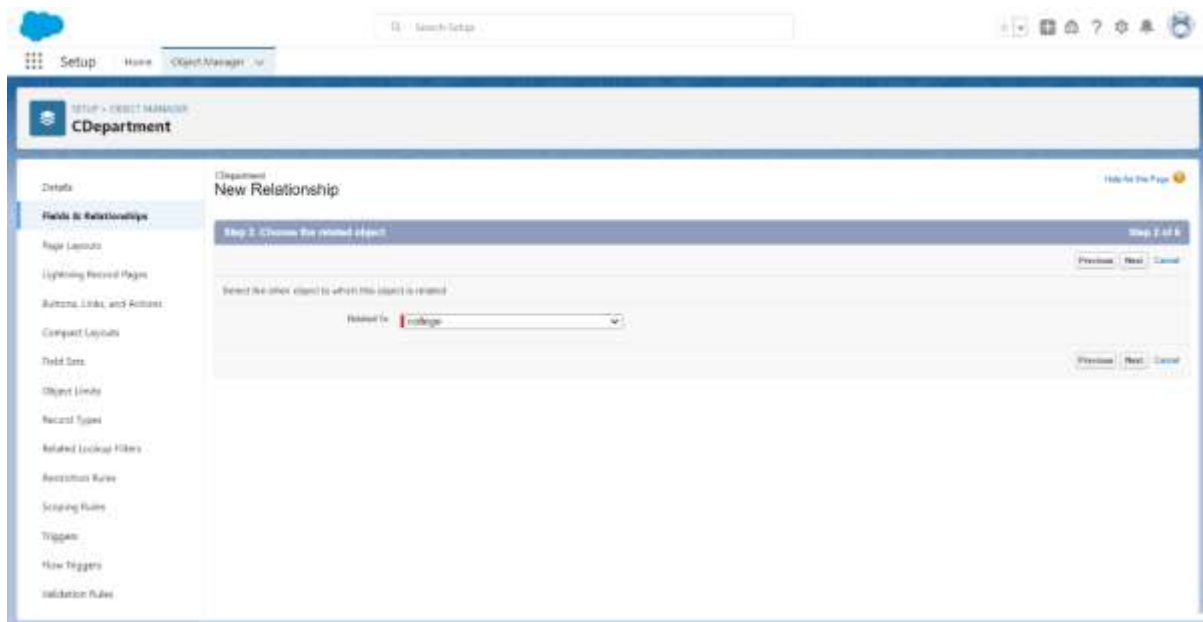 Search Setup
Setup
Home
Object Manager
SETUP > OBJECT MANAGER
CDepartment
Details
Fields & Relationships
Page Layouts
Lightning Record Pages
Buttons, Links, and Actions
Compact Layouts
Field Sets
Object Limits
Record Types
Related Lookup Filters
Restriction Rules
Scoping Rules
Triggers
Flow Triggers
Validation Rules
CDepartment
New Relationship
Help for this Page
Step 2. Choose the related object
Step 2 of 6
Previous Next Cancel
Select the other object to which this object is related.
Related To college
Previous Next Cancel